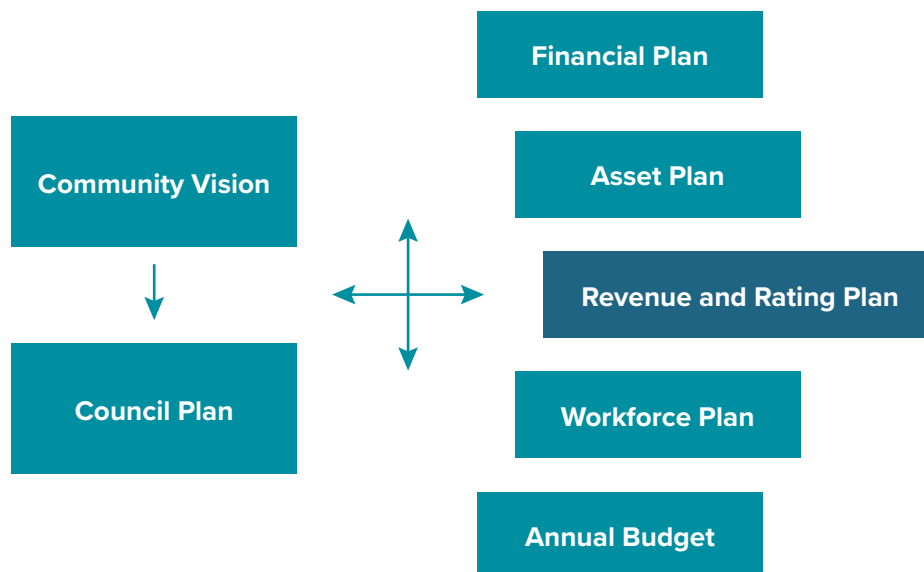 Community Vision
Council Plan
Financial Plan
Asset Plan
Revenue and Rating Plan
Workforce Plan
Annual Budget